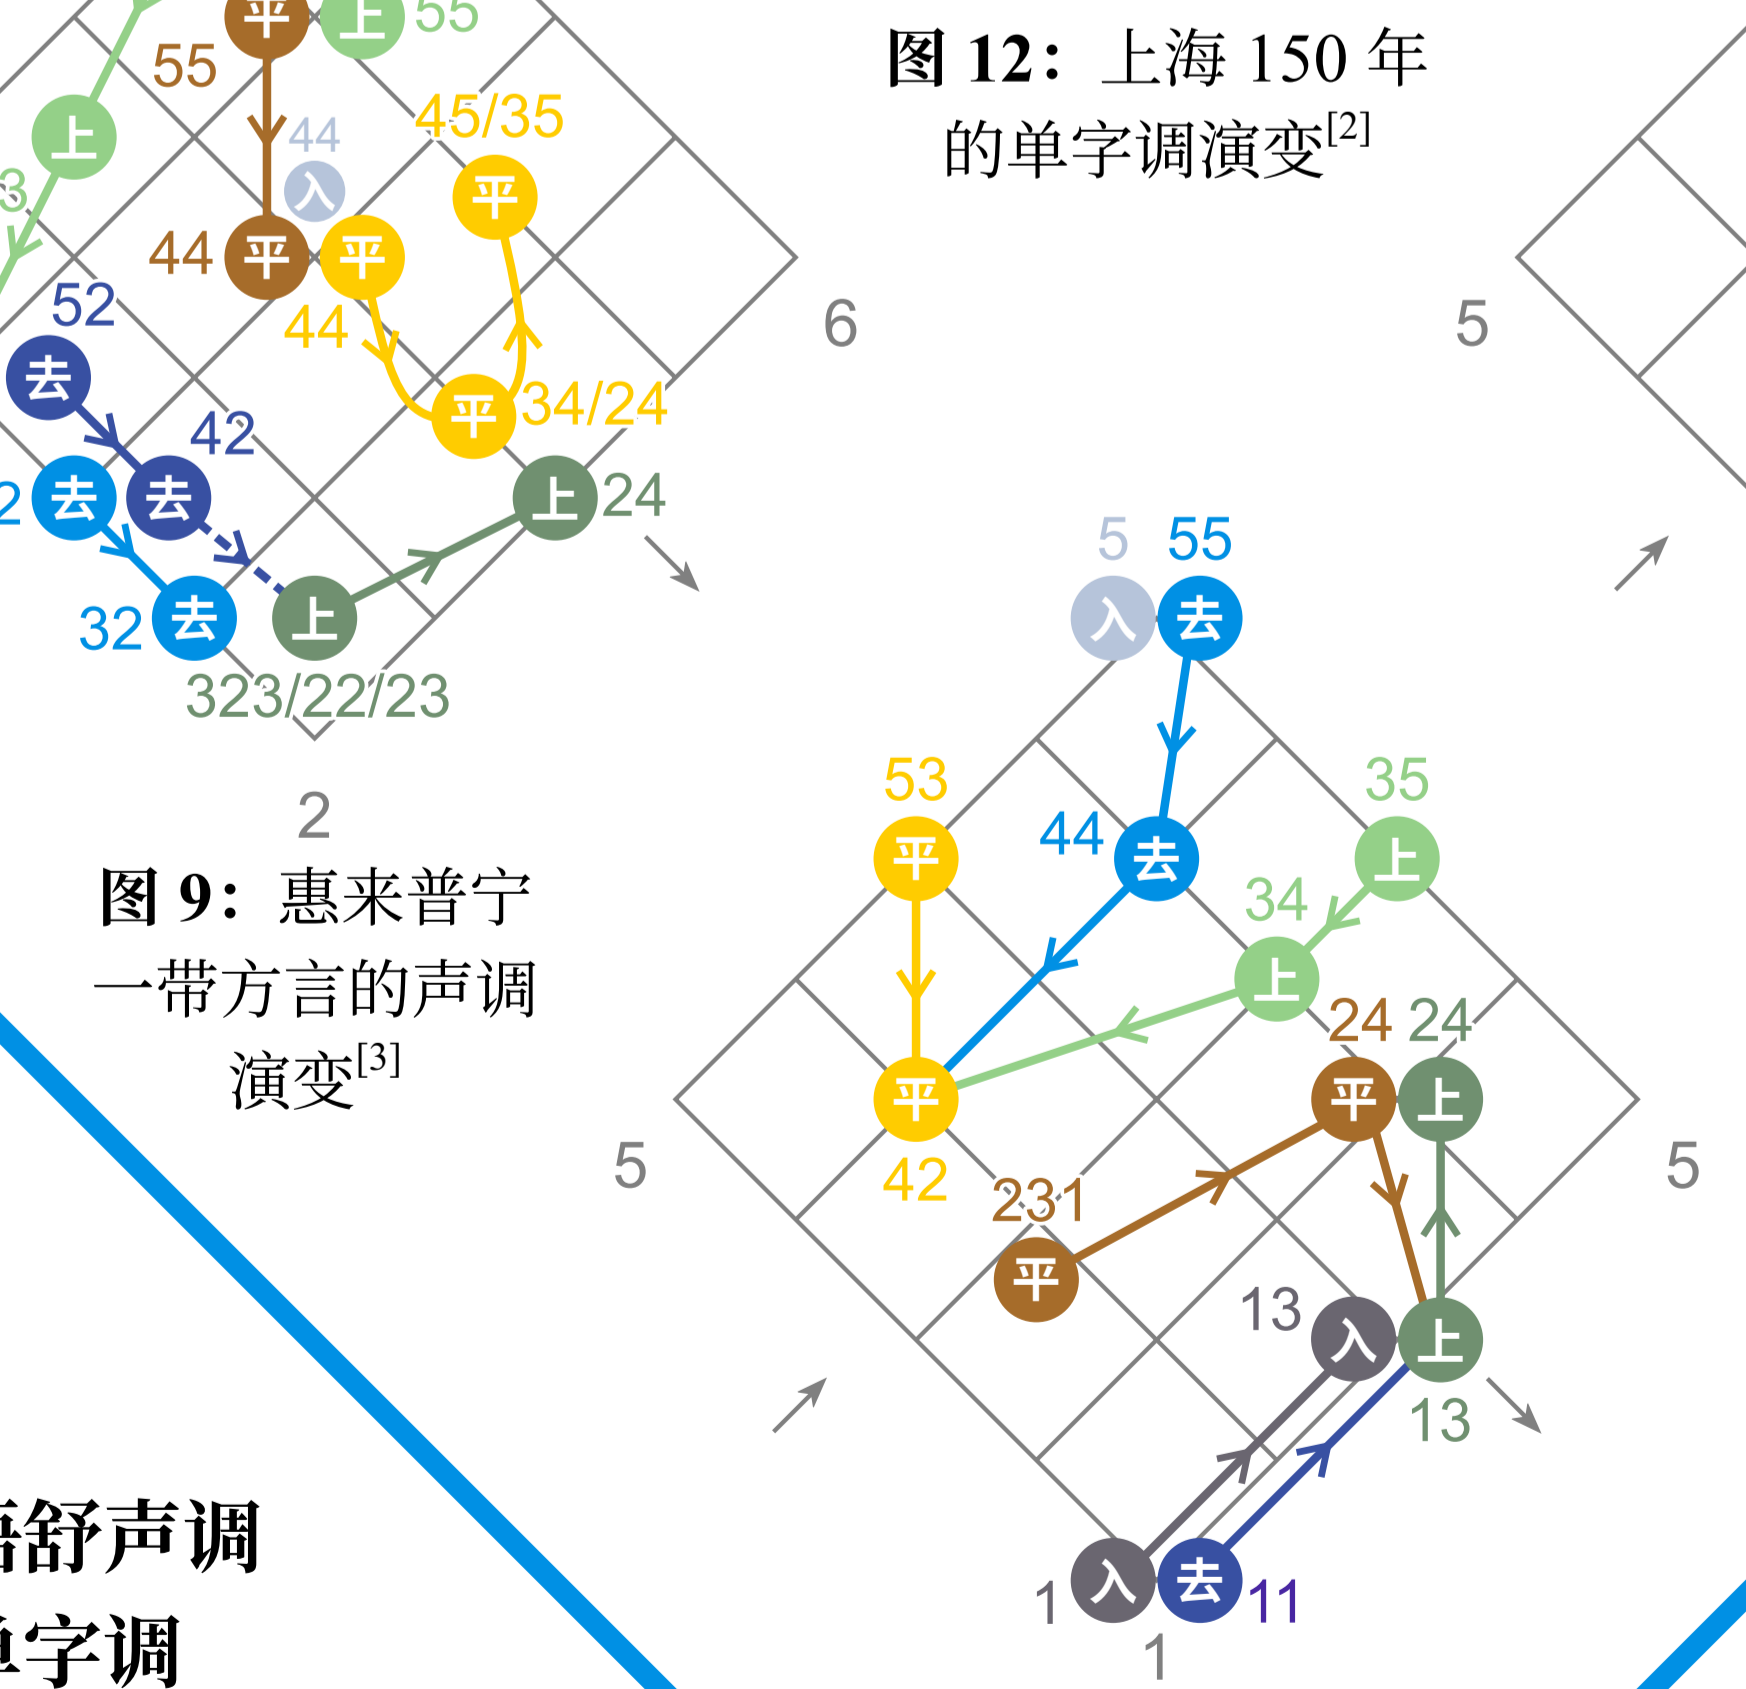 平
上
55
55
上
45/35
44
入
平
3
44
平
平
44
52
6
去
42
平
34/24
2
去
去
上
24
32
去
上
323/22/23
2
图 9：惠来普宁
一带方言的声调
演变[3]
图 12：上海 150 年
的单字调演变[2]
5
5
55
入
去
53
35
44
平
去
上
34
上
24
24
平
平
上
5
5
42
231
平
13
入
上
13
1
入
去
11
1
舒声调
字调